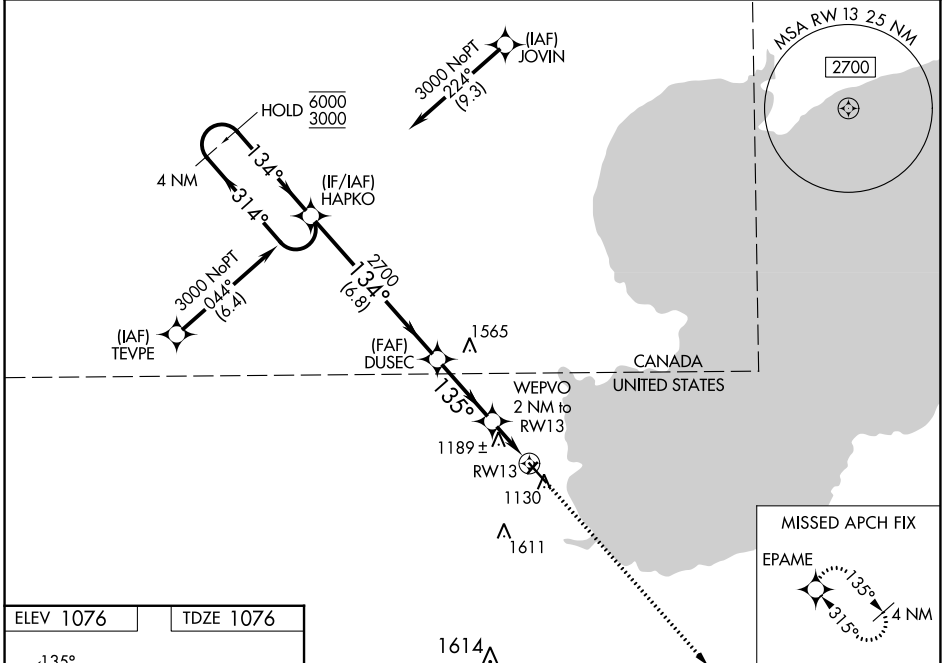 MSA RW 13 25 NM
2700
(IAF)
JOVIN
3000 NoPT
224°
(9.3)
HOLD
6000
3000
4 NM
134°
314°
(IF/IAF)
HAPKO
3000 NoPT
044°
(6.4)
(IAF)
TEVPE
2700
134°
(6.8)
(FAF)
DUSEC
1565
CANADA
UNITED STATES
135°
WEPVO
2 NM to
RW13
1189 ±
RW13
1130
1611
MISSED APCH FIX
EPAME
135°
315°
4 NM
ELEV 1076
TDZE 1076
135°
1614